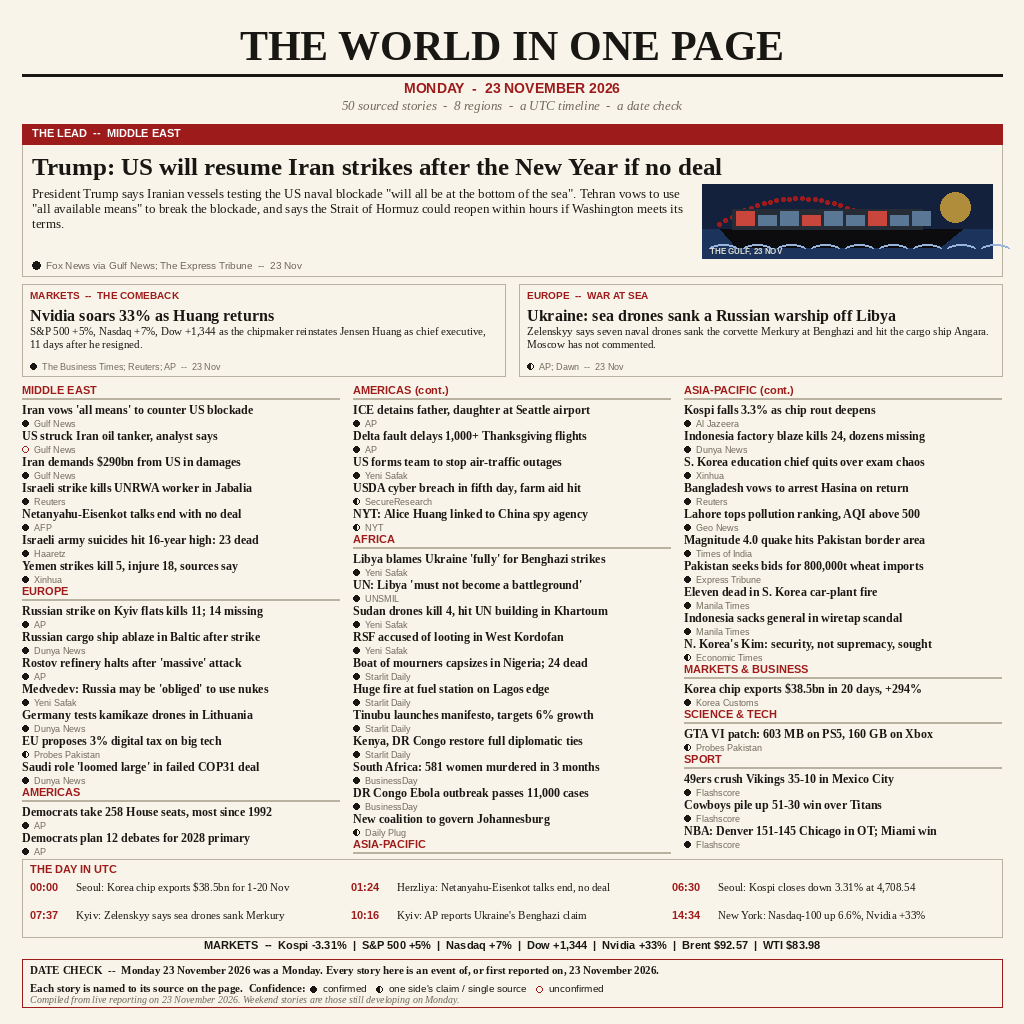 THE WORLD IN ONE PAGE
MONDAY - 23 NOVEMBER 2026
50 sourced stories - 8 regions - a UTC timeline - a date check
THE LEAD -- MIDDLE EAST
Trump: US will resume Iran strikes after the New Year if no deal
President Trump says Iranian vessels testing the US naval blockade "will all be at the bottom of the sea". Tehran vows to use
"all available means" to break the blockade, and says the Strait of Hormuz could reopen within hours if Washington meets its
terms.
THE GULF, 23 NOV
Fox News via Gulf News; The Express Tribune -- 23 Nov
MARKETS -- THE COMEBACK
Nvidia soars 33% as Huang returns
S&P 500 +5%, Nasdaq +7%, Dow +1,344 as the chipmaker reinstates Jensen Huang as chief executive,
11 days after he resigned.
The Business Times; Reuters; AP -- 23 Nov
EUROPE -- WAR AT SEA
Ukraine: sea drones sank a Russian warship off Libya
Zelenskyy says seven naval drones sank the corvette Merkury at Benghazi and hit the cargo ship Angara.
Moscow has not commented.
AP; Dawn -- 23 Nov
MIDDLE EAST
Iran vows 'all means' to counter US blockade
Gulf News
US struck Iran oil tanker, analyst says
Gulf News
Iran demands $290bn from US in damages
Gulf News
Israeli strike kills UNRWA worker in Jabalia
Reuters
Netanyahu-Eisenkot talks end with no deal
AFP
Israeli army suicides hit 16-year high: 23 dead
Haaretz
Yemen strikes kill 5, injure 18, sources say
Xinhua
EUROPE
Russian strike on Kyiv flats kills 11; 14 missing
AP
Russian cargo ship ablaze in Baltic after strike
Dunya News
Rostov refinery halts after 'massive' attack
AP
Medvedev: Russia may be 'obliged' to use nukes
Yeni Safak
Germany tests kamikaze drones in Lithuania
Dunya News
EU proposes 3% digital tax on big tech
Probes Pakistan
Saudi role 'loomed large' in failed COP31 deal
Dunya News
AMERICAS
Democrats take 258 House seats, most since 1992
AP
Democrats plan 12 debates for 2028 primary
AP
AMERICAS (cont.)
ICE detains father, daughter at Seattle airport
AP
Delta fault delays 1,000+ Thanksgiving flights
AP
US forms team to stop air-traffic outages
Yeni Safak
USDA cyber breach in fifth day, farm aid hit
SecureResearch
NYT: Alice Huang linked to China spy agency
NYT
AFRICA
Libya blames Ukraine 'fully' for Benghazi strikes
Yeni Safak
UN: Libya 'must not become a battleground'
UNSMIL
Sudan drones kill 4, hit UN building in Khartoum
Yeni Safak
RSF accused of looting in West Kordofan
Yeni Safak
Boat of mourners capsizes in Nigeria; 24 dead
Starlit Daily
Huge fire at fuel station on Lagos edge
Starlit Daily
Tinubu launches manifesto, targets 6% growth
Starlit Daily
Kenya, DR Congo restore full diplomatic ties
Starlit Daily
South Africa: 581 women murdered in 3 months
BusinessDay
DR Congo Ebola outbreak passes 11,000 cases
BusinessDay
New coalition to govern Johannesburg
Daily Plug
ASIA-PACIFIC
ASIA-PACIFIC (cont.)
Kospi falls 3.3% as chip rout deepens
Al Jazeera
Indonesia factory blaze kills 24, dozens missing
Dunya News
S. Korea education chief quits over exam chaos
Xinhua
Bangladesh vows to arrest Hasina on return
Reuters
Lahore tops pollution ranking, AQI above 500
Geo News
Magnitude 4.0 quake hits Pakistan border area
Times of India
Pakistan seeks bids for 800,000t wheat imports
Express Tribune
Eleven dead in S. Korea car-plant fire
Manila Times
Indonesia sacks general in wiretap scandal
Manila Times
N. Korea's Kim: security, not supremacy, sought
Economic Times
MARKETS & BUSINESS
Korea chip exports $38.5bn in 20 days, +294%
Korea Customs
SCIENCE & TECH
GTA VI patch: 603 MB on PS5, 160 GB on Xbox
Probes Pakistan
SPORT
49ers crush Vikings 35-10 in Mexico City
Flashscore
Cowboys pile up 51-30 win over Titans
Flashscore
NBA: Denver 151-145 Chicago in OT; Miami win
Flashscore
THE DAY IN UTC
00:00 Seoul: Korea chip exports $38.5bn for 1-20 Nov
01:24 Herzliya: Netanyahu-Eisenkot talks end, no deal
06:30 Seoul: Kospi closes down 3.31% at 4,708.54
07:37 Kyiv: Zelenskyy says sea drones sank Merkury
10:16 Kyiv: AP reports Ukraine's Benghazi claim
14:34 New York: Nasdaq-100 up 6.6%, Nvidia +33%
MARKETS -- Kospi -3.31% | S&P 500 +5% | Nasdaq +7% | Dow +1,344 | Nvidia +33% | Brent $92.57 | WTI $83.98
DATE CHECK -- Monday 23 November 2026 was a Monday. Every story here is an event of, or first reported on, 23 November 2026.
Each story is named to its source on the page. Confidence: confirmed one side's claim / single source unconfirmed
Compiled from live reporting on 23 November 2026. Weekend stories are those still developing on Monday.